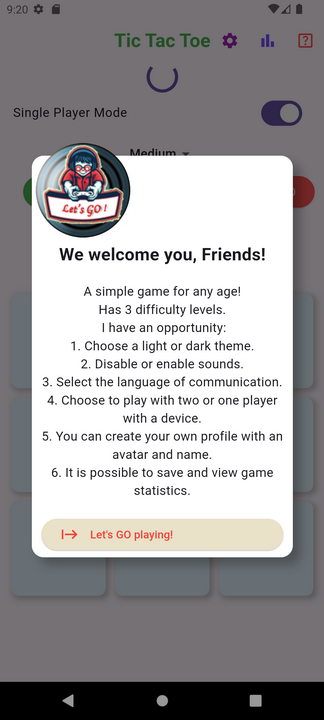 9:20
Tic Tac Toe
Single Player Mode
Medium
Let's GO!
We welcome you, Friends!
A simple game for any age!
Has 3 difficulty levels.
I have an opportunity:
1. Choose a light or dark theme.
2. Disable or enable sounds.
3. Select the language of communication.
4. Choose to play with two or one player
with a device.
5. You can create your own profile with an
avatar and name.
6. It is possible to save and view game
statistics.
Let's GO playing!